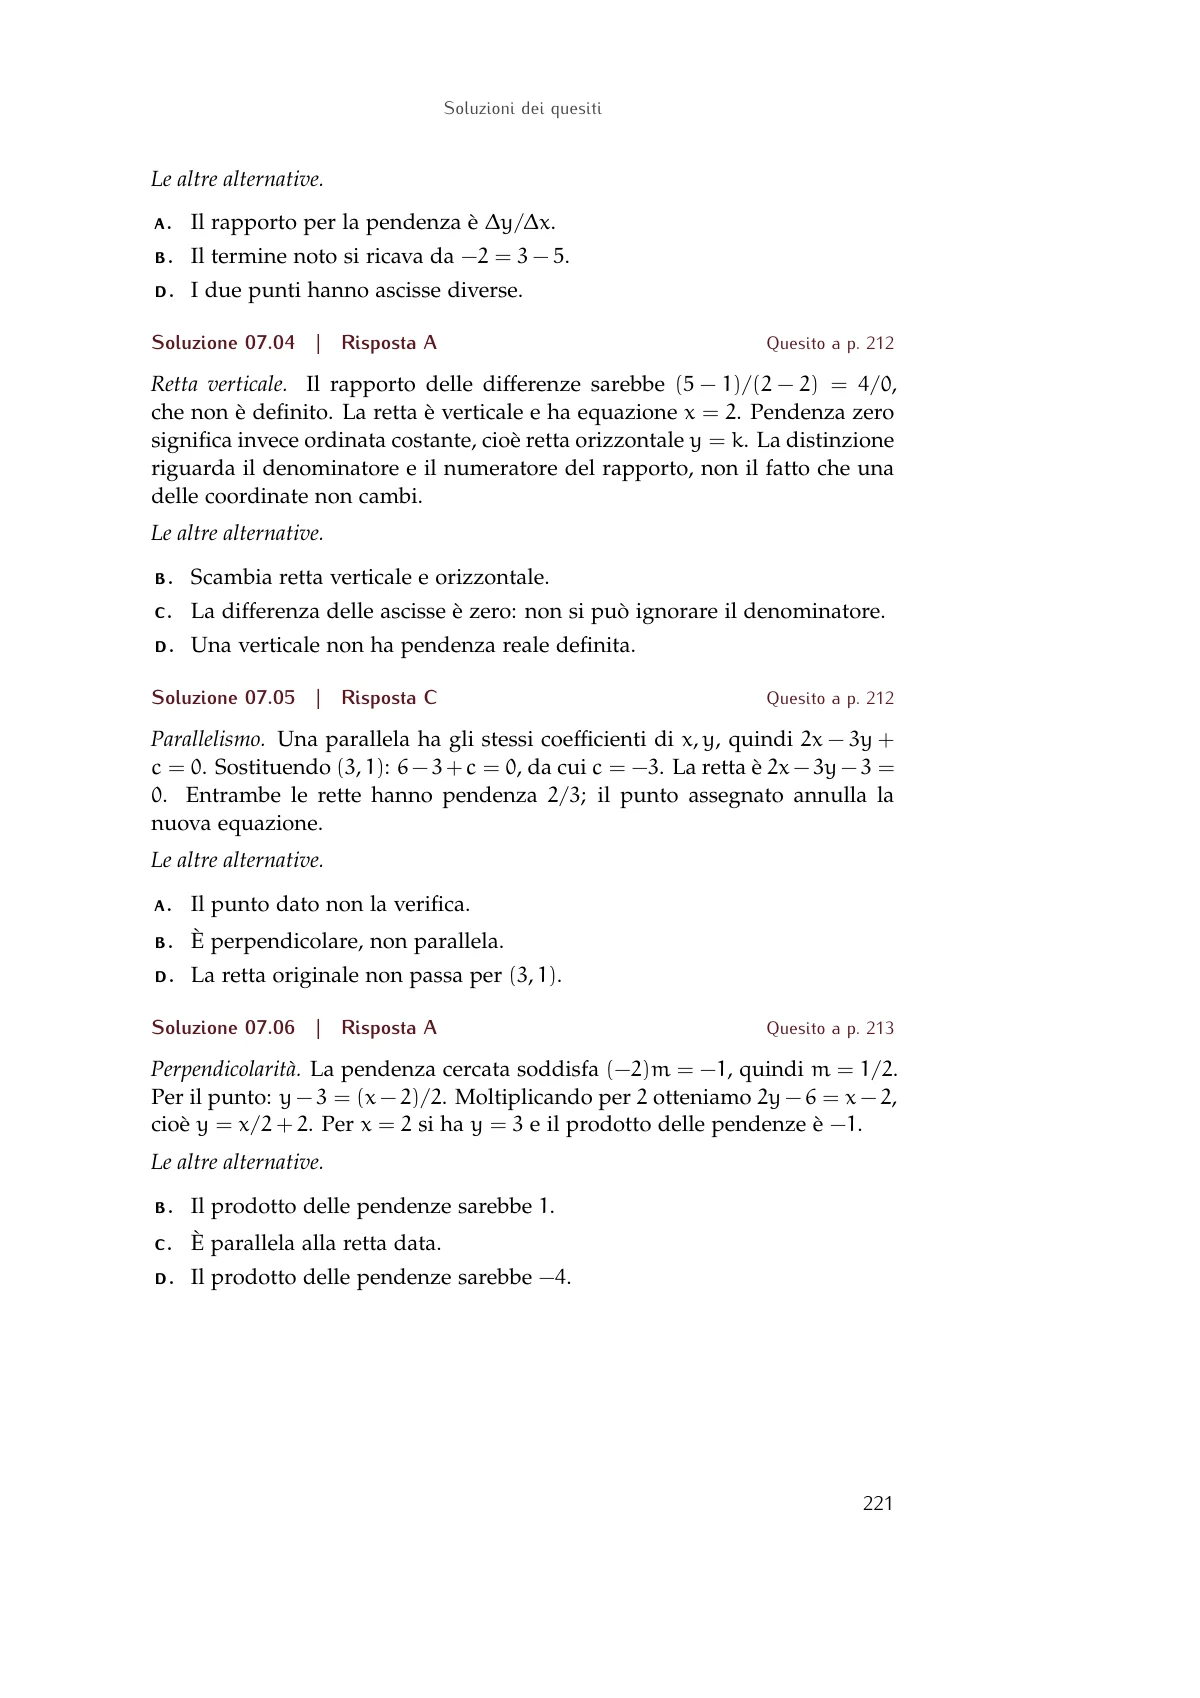 Soluzioni dei quesiti
Le altre alternative.
A. Il rapporto per la pendenza è Δy/Δx.
B. Il termine noto si ricava da −2 = 3 − 5.
D. I due punti hanno ascisse diverse.
Soluzione 07.04 | Risposta A Quesito a p. 212
Retta verticale. Il rapporto delle differenze sarebbe (5 − 1)/(2 − 2) = 4/0,
che non è definito. La retta è verticale e ha equazione x = 2. Pendenza zero
significa invece ordinata costante, cioè retta orizzontale y = k. La distinzione
riguarda il denominatore e il numeratore del rapporto, non il fatto che una
delle coordinate non cambi.
Le altre alternative.
B. Scambia retta verticale e orizzontale.
C. La differenza delle ascisse è zero: non si può ignorare il denominatore.
D. Una verticale non ha pendenza reale definita.
Soluzione 07.05 | Risposta C Quesito a p. 212
Parallelismo. Una parallela ha gli stessi coefficienti di x, y, quindi 2x − 3y +
c = 0. Sostituendo (3, 1): 6 − 3 + c = 0, da cui c = −3. La retta è 2x − 3y − 3 =
0. Entrambe le rette hanno pendenza 2/3; il punto assegnato annulla la
nuova equazione.
Le altre alternative.
A. Il punto dato non la verifica.
B. È perpendicolare, non parallela.
D. La retta originale non passa per (3, 1).
Soluzione 07.06 | Risposta A Quesito a p. 213
Perpendicolarità. La pendenza cercata soddisfa (−2)m = −1, quindi m = 1/2.
Per il punto: y − 3 = (x − 2)/2. Moltiplicando per 2 otteniamo 2y − 6 = x − 2,
cioè y = x/2 + 2. Per x = 2 si ha y = 3 e il prodotto delle pendenze è −1.
Le altre alternative.
B. Il prodotto delle pendenze sarebbe 1.
C. È parallela alla retta data.
D. Il prodotto delle pendenze sarebbe −4.
221